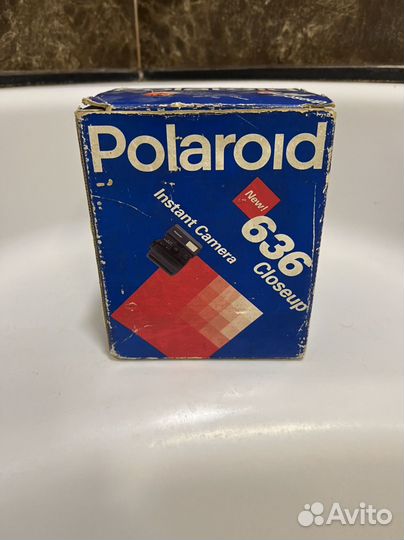 Polaroid
New!
636
Closeup
Instant Camera
Avito